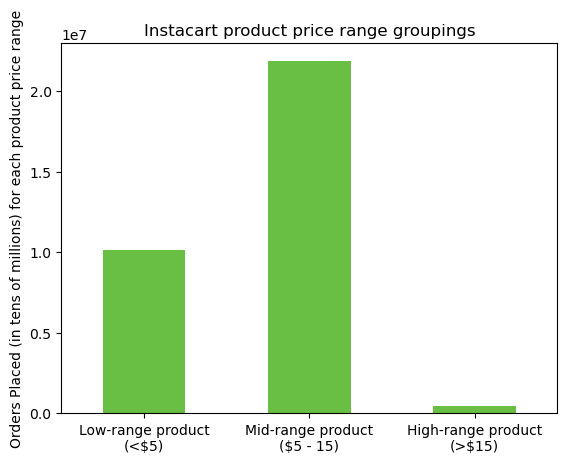 Instacart product price range groupings
1e7
Orders Placed (in tens of millions) for each product price range
2.0
1.5
1.0
0.5
0.0
Low-range product
(<$5)
Mid-range product
($5 - 15)
High-range product
(>$15)